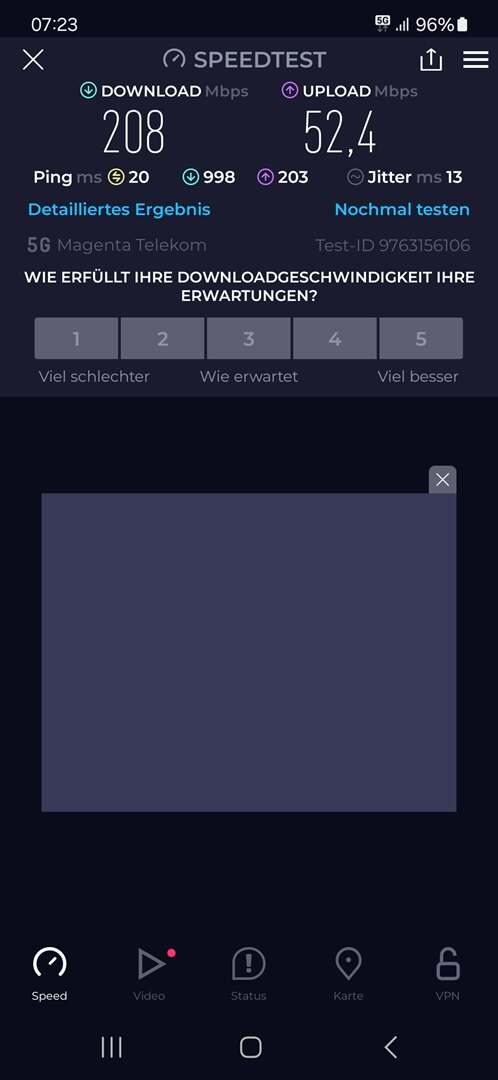 07:23 5G 96%
SPEEDTEST
DOWNLOAD Mbps UPLOAD Mbps
208 52,4
Ping ms 20 998 203 Jitter ms 13
Detailliertes Ergebnis Nochmal testen
5G Magenta Telekom Test-ID 9763156106
WIE ERFÜLLT IHRE DOWNLOADGESCHWINDIGKEIT IHRE
ERWARTUNGEN?
1 2 3 4 5
Viel schlechter Wie erwartet Viel besser
Speed Video Status Karte VPN